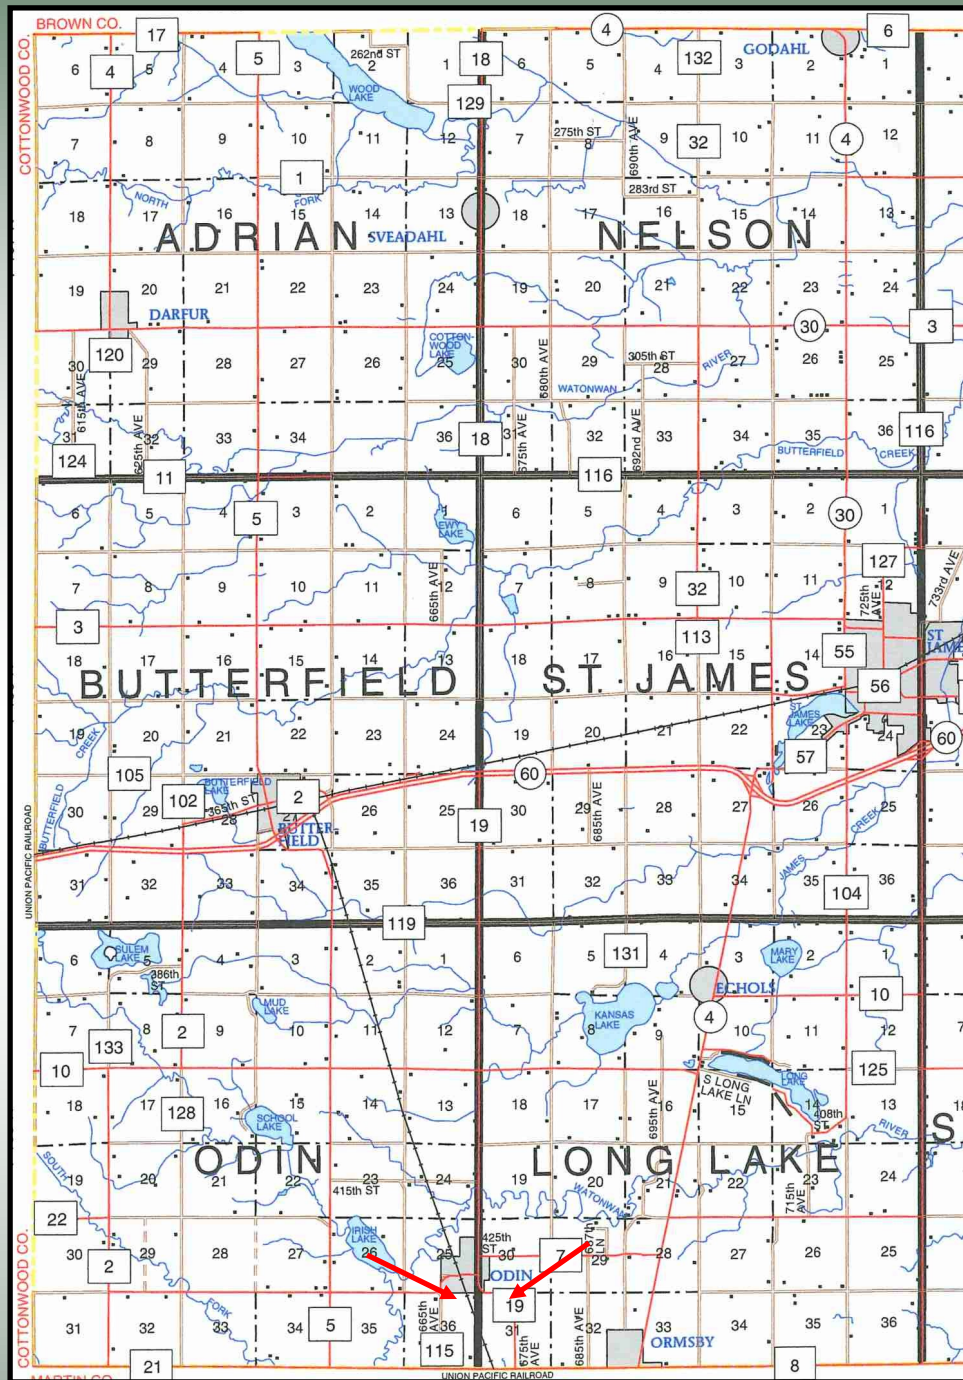 BROWN CO.
17
4
6
COTTONWOOD CO.
6
4
5
4
5
3
262nd ST
2
1
18
6
5
4
132
3
GODAHL
2
1
WOOD
LAKE
129
7
8
9
10
11
12
7
275th ST
8
690th AVE
9
32
10
11
4
12
1
283rd ST
NORTH
FORK
18
17
16
15
14
13
18
17
16
15
14
13
ADRIAN
SVEADAHL
NELSON
19
20
21
22
23
24
19
20
21
22
23
24
DARFUR
30
3
120
COTTON-
WOOD
LAKE
30
29
28
27
26
25
30
680th AVE
29
305th ST
28
RIVER
27
26
25
615th AVE
WATONWAN
31
32
625th AVE
33
34
36
18
31
675th AVE
32
692nd AVE
33
34
35
36
116
BUTTERFIELD
CREEK
124
11
116
6
5
4
5
3
2
1
6
5
4
3
2
30
1
EWY
LAKE
127
7
8
9
10
11
665th AVE
12
7
8
9
32
10
11
725th
AVE
12
733rd AVE
3
113
ST
JAMES
18
17
16
15
14
13
18
17
16
15
14
55
BUTTERFIELD
ST. JAMES
56
ST
JAMES
LAKE
19
CREEK
20
21
22
23
24
19
20
21
22
23
24
60
57
105
BUTTERFIELD
LAKE
60
102
365th ST
2
BUTTERFIELD
30
29
28
27
26
25
19
30
29
685th AVE
28
27
26
CREEK
25
BUTTER-
FIELD
UNION PACIFIC RAILROAD
JAMES
31
32
33
34
35
36
31
32
33
34
35
104
36
119
6
SULEM
LAKE
5
4
3
2
1
6
5
131
4
3
MARY
LAKE
2
1
386th
ST
ECHOLS
10
MUD
LAKE
KANSAS
LAKE
4
7
8
2
9
10
11
12
7
8
9
10
11
12
133
10
S LONG
LAKE LN
LONG
LAKE
125
18
17
128
16
15
14
13
18
17
695th AVE
16
15
14
408th
ST
13
SCHOOL
LAKE
RIVER
ODIN
LONG LAKE
SOUTH
19
20
21
22
23
24
19
20
21
22
23
24
415th ST
WATONWAN
715th
AVE
22
IRISH
LAKE
425th
ST
687th
LN
30
29
28
27
26
25
30
7
29
28
27
26
25
2
ODIN
COTTONWOOD CO.
FORK
19
31
32
33
34
5
35
665th
AVE
36
31
675th
AVE
685th
AVE
32
33
ORMSBY
34
35
36
115
21
8
MARTIN CO.
UNION PACIFIC RAILROAD